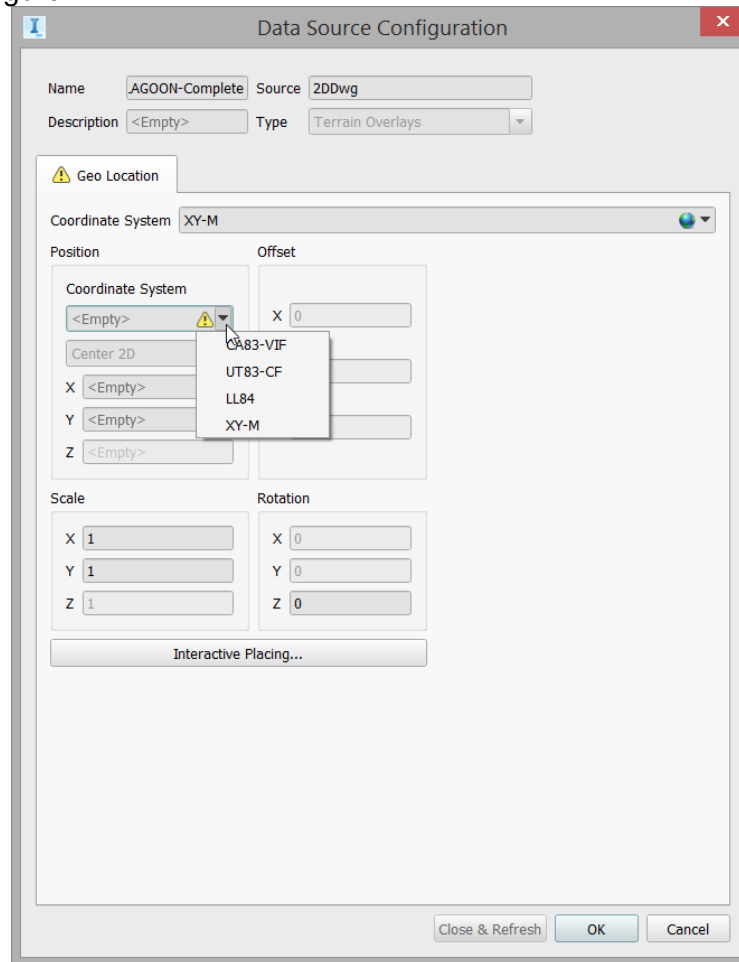 Data Source Configuration
Name .AGOON-Complete Source 2DDwg
Description <Empty> Type Terrain Overlays
Geo Location
Coordinate System XY-M
Position Offset
Coordinate System
<Empty> X 0
CA83-VIF
Center 2D
UT83-CF
X <Empty>
LL84
Y <Empty>
XY-M
Z <Empty>
Scale Rotation
X 1 X 0
Y 1 Y 0
Z 1 Z 0
Interactive Placing...
Close & Refresh OK Cancel